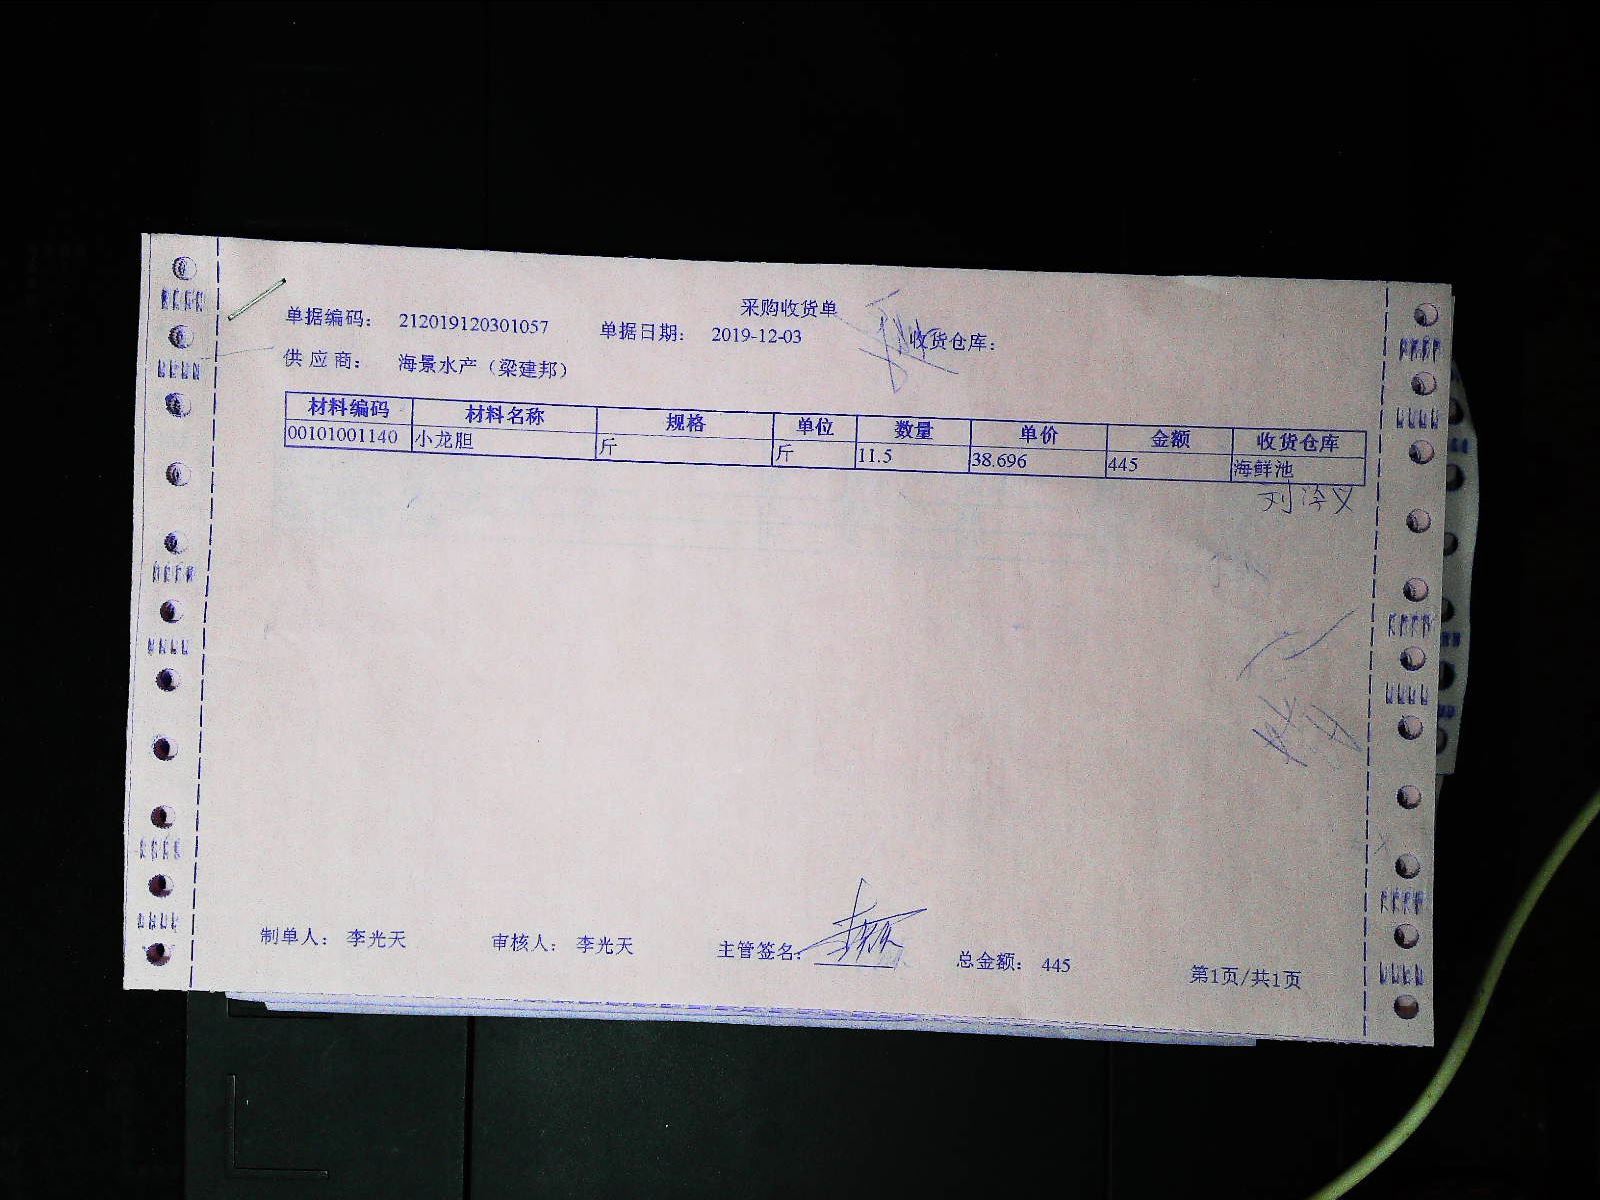 采购收货单
单据编码： 212019120301057 单据日期： 2019-12-03 收货仓库：
供 应 商： 海景水产（梁建邦）
材料编码 材料名称 规格 单位 数量 单价 金额 收货仓库
00101001140 小龙胆 斤 斤 11.5 38.696 445 海鲜池
制单人： 李光天 审核人： 李光天 主管签名： 总金额： 445 第1页/共1页